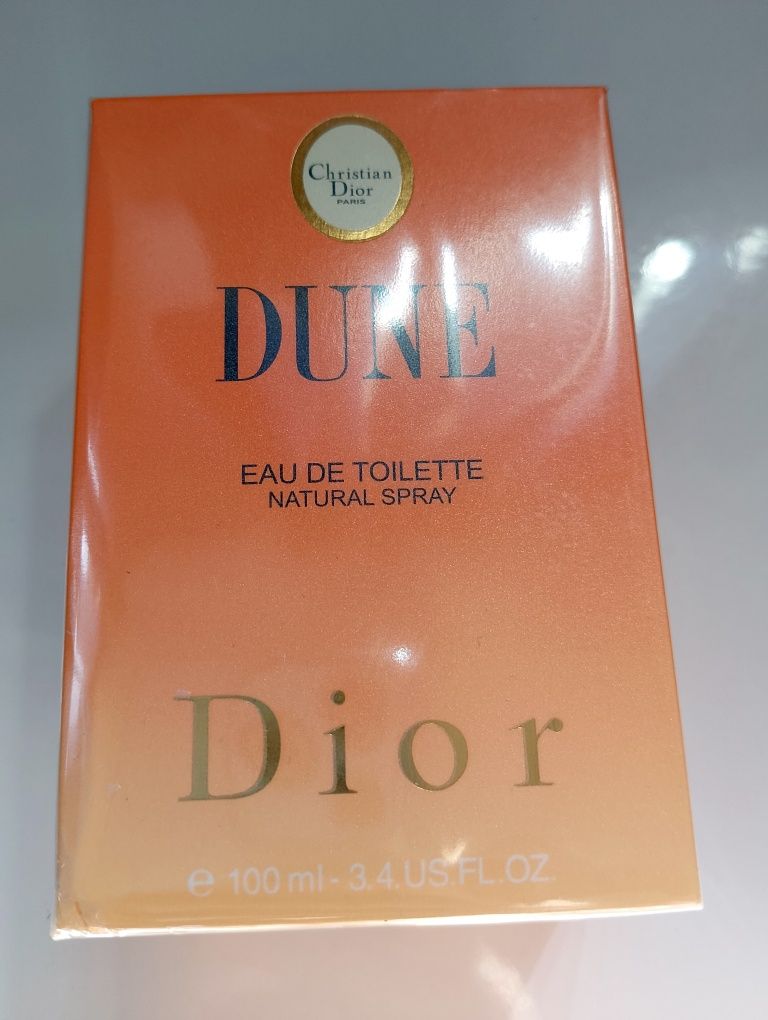 Christian
Dior
PARIS
DUNE
EAU DE TOILETTE
NATURAL SPRAY
Dior
e 100 ml - 3.4.US.FL.OZ.